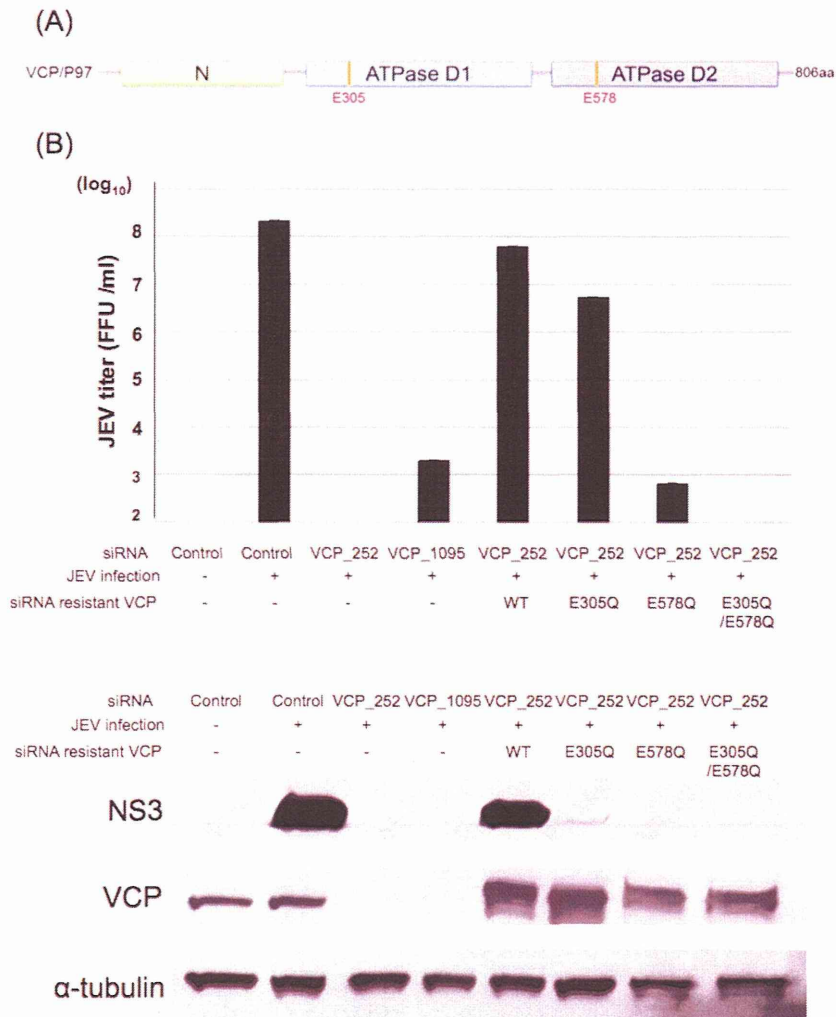 (A)
VCP/P97 N ATPase D1 ATPase D2 806aa
E305 E578
(B)
(log10)
JEV titer (FFU /ml)
8
7
6
5
4
3
2
siRNA Control Control VCP_252 VCP_1095 VCP_252 VCP_252 VCP_252 VCP_252
JEV infection - + + + + + + +
siRNA resistant VCP - - - - WT E305Q E578Q E305Q
/E578Q
siRNA Control Control VCP_252 VCP_1095 VCP_252 VCP_252 VCP_252 VCP_252
JEV infection - + + + + + + +
siRNA resistant VCP - - - - WT E305Q E578Q E305Q
/E578Q
NS3
VCP
α-tubulin